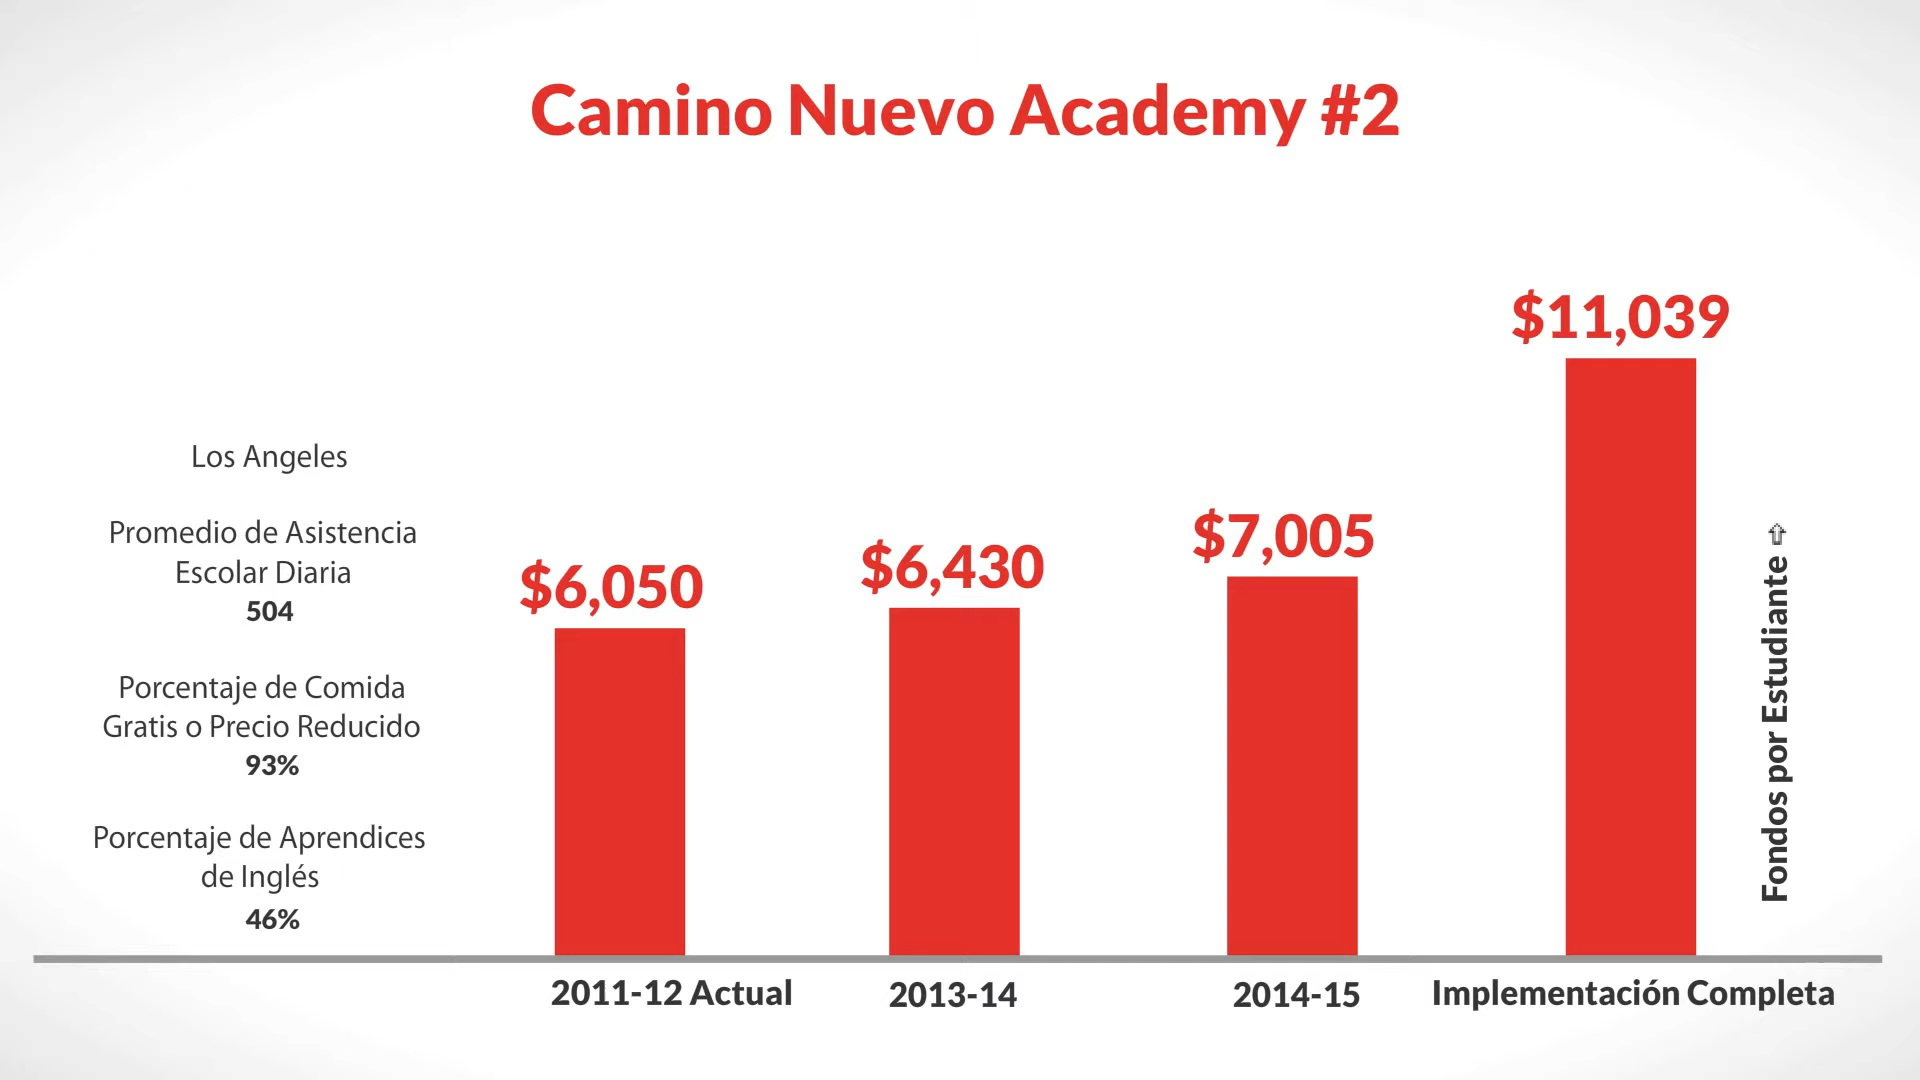 Camino Nuevo Academy #2
Los Angeles
Promedio de Asistencia
Escolar Diaria
504
Porcentaje de Comida
Gratis o Precio Reducido
93%
Porcentaje de Aprendices
de Inglés
46%
$6,050
$6,430
$7,005
$11,039
Fondos por Estudiante ⇧
2011-12 Actual
2013-14
2014-15
Implementación Completa